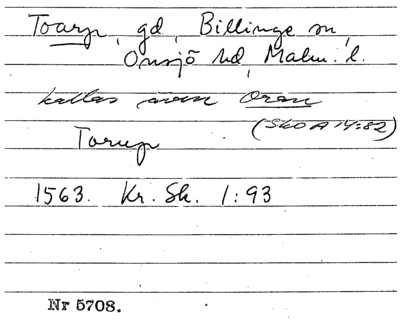 Toarp, gd, Billinge sn,
Onsjö hd, Malm. l.
kallas även Oran
(SkO A 14:82)
Torup
1563. Kr. Sk. 1:93
Nr 5708.